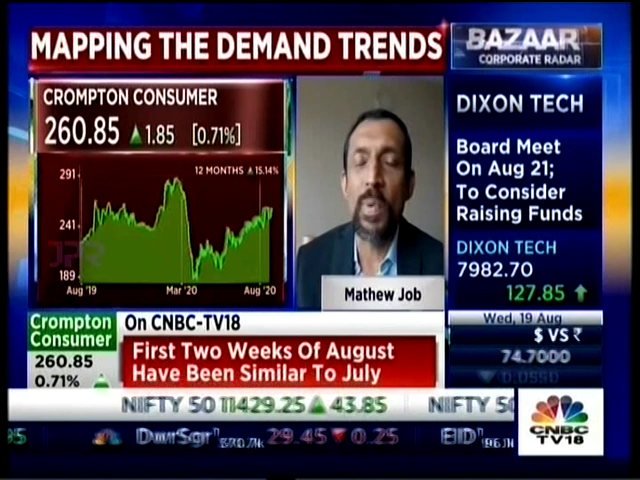 MAPPING THE DEMAND TRENDS
BAZAAR
CORPORATE RADAR
CROMPTON CONSUMER
260.85 ▲ 1.85 [0.71%]
12 MONTHS ▲ 15.14%
291
241
189
Aug '19
Mar '20
Aug '20
JPR
Mathew Job
DIXON TECH
Board Meet
On Aug 21;
To Consider
Raising Funds
DIXON TECH
7982.70
127.85 ↑
Crompton
Consumer
260.85
0.71%
On CNBC-TV18
First Two Weeks Of August
Have Been Similar To July
Wed, 19 Aug
$ VS ₹
74.7000
NIFTY 50 11429.25 ▲ 43.85
NIFTY 50
CNBC
TV18
DwrSgr 29.45 ▼ 0.25
EID